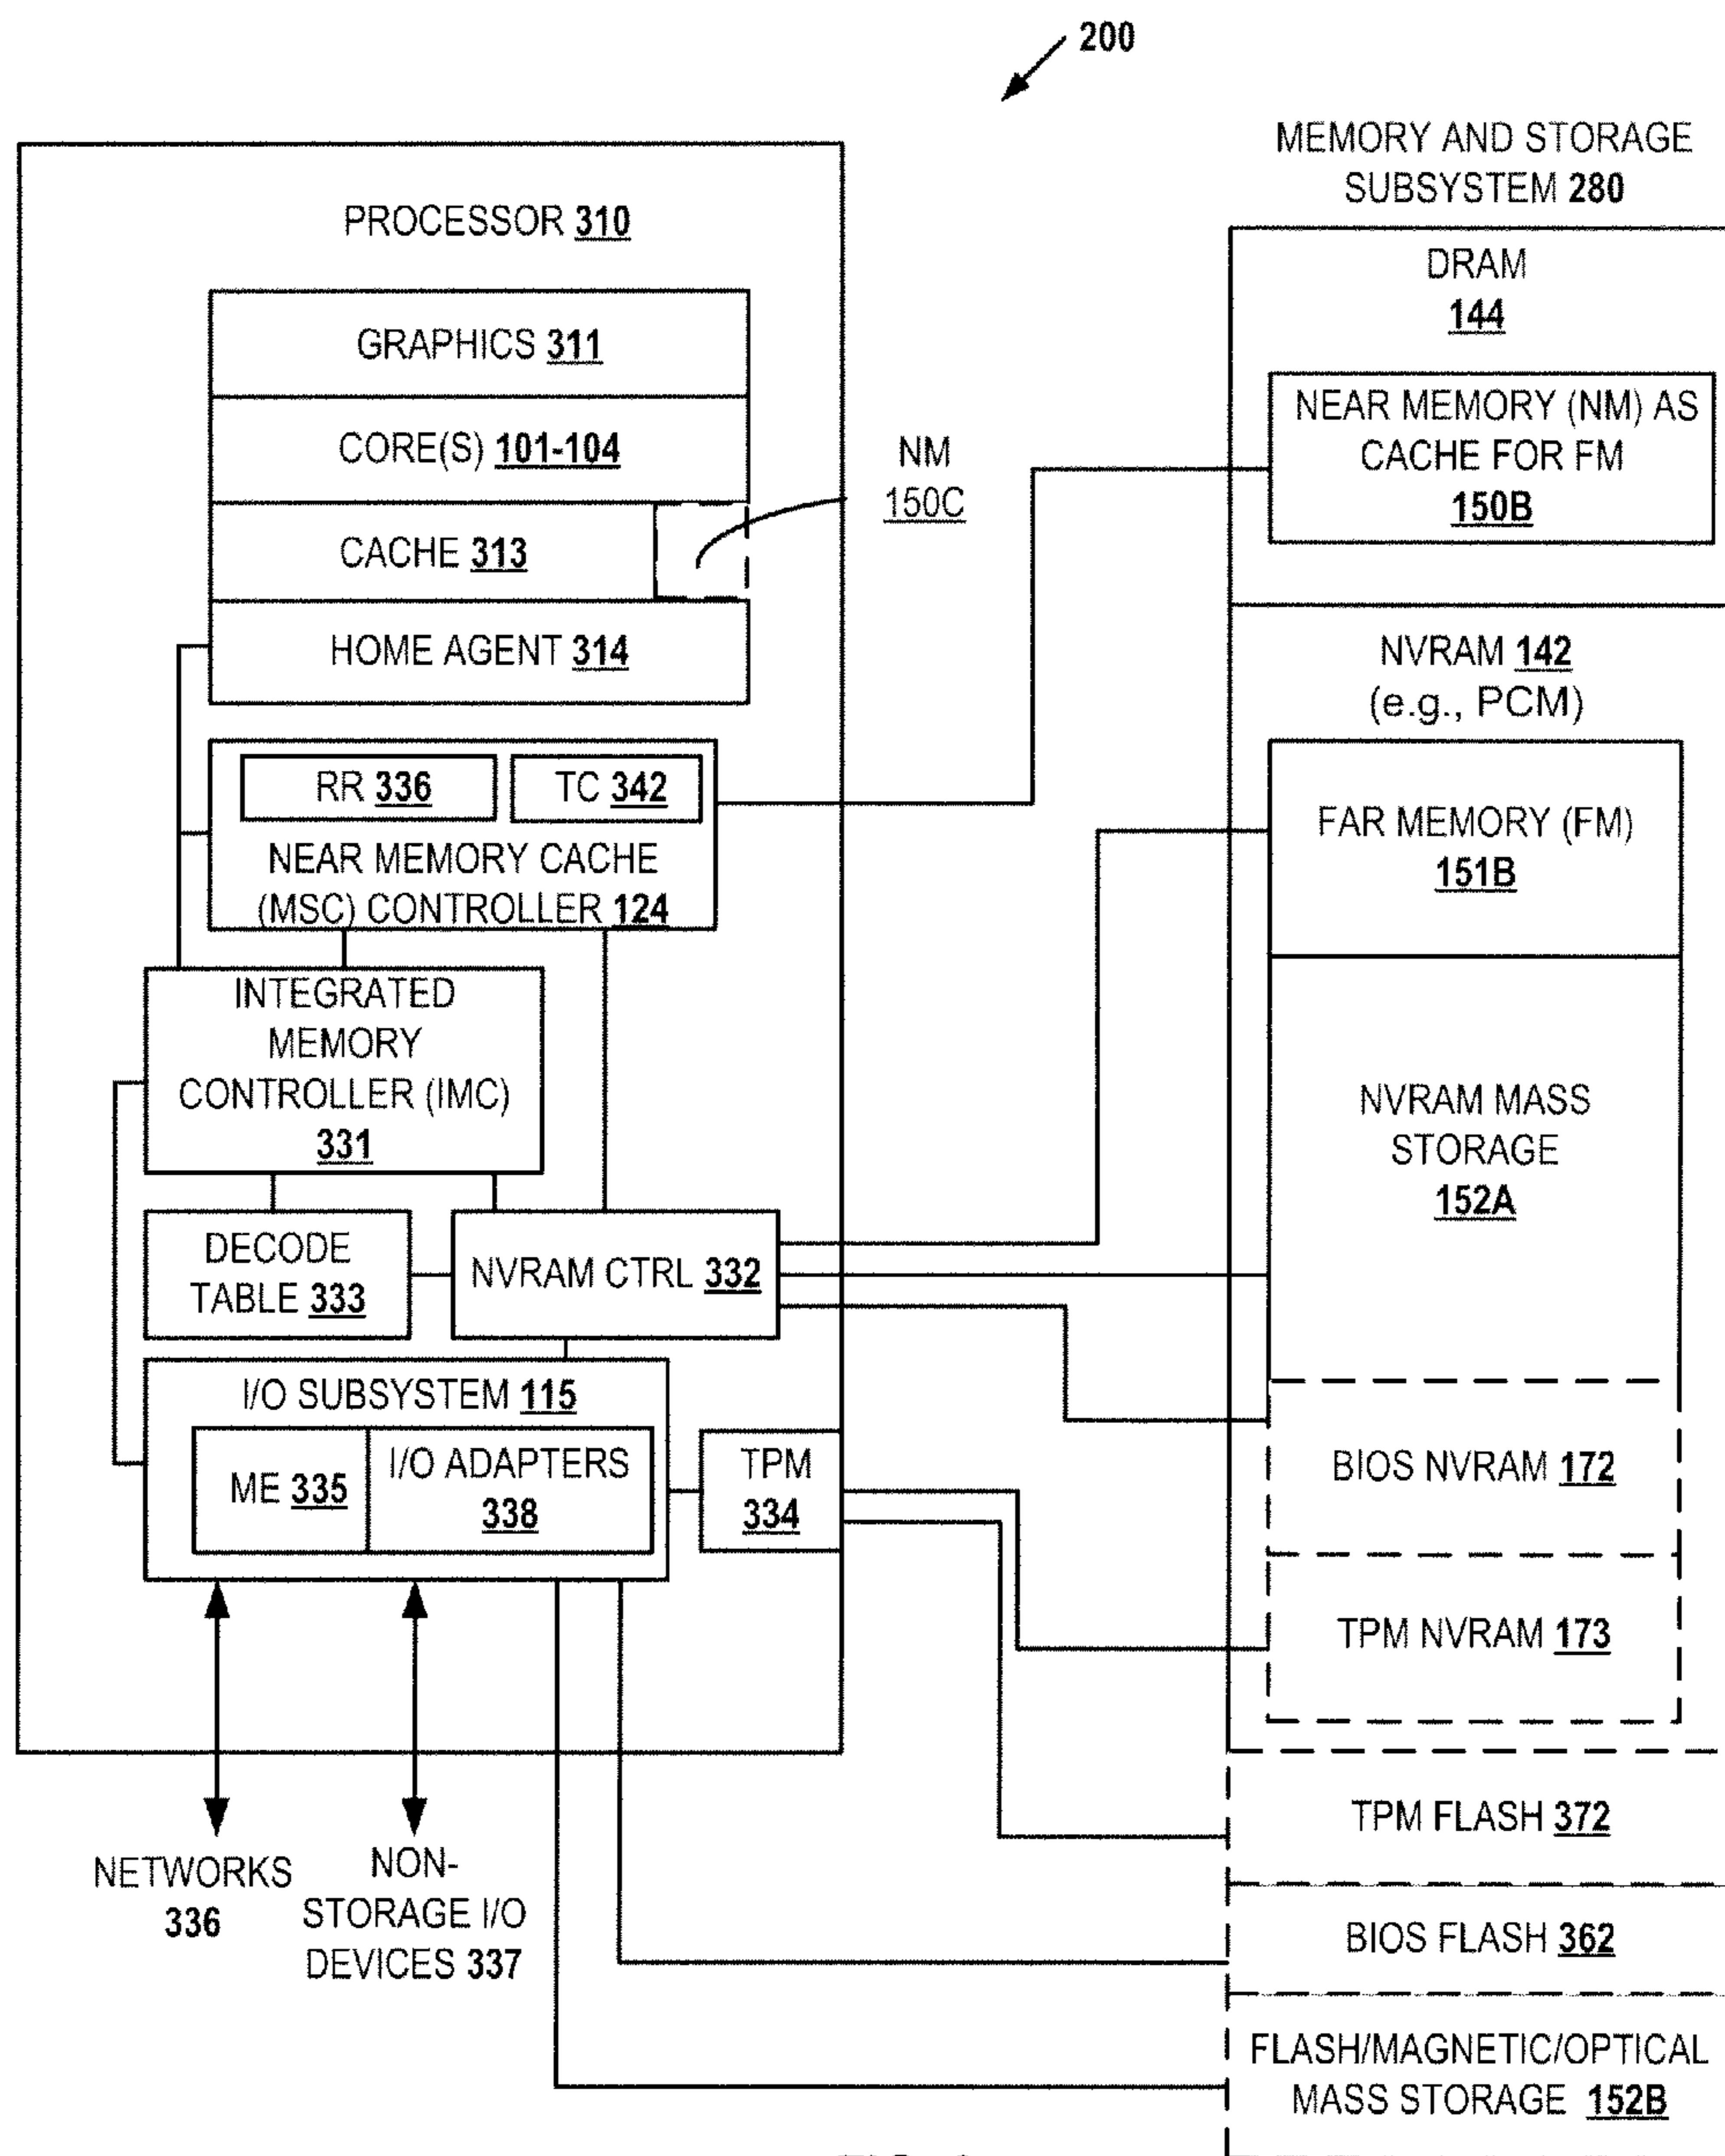 200
PROCESSOR 310
GRAPHICS 311
CORE(S) 101-104
CACHE 313
HOME AGENT 314
NM
150C
RR 336
TC 342
NEAR MEMORY CACHE
(MSC) CONTROLLER 124
INTEGRATED
MEMORY
CONTROLLER (IMC)
331
DECODE
TABLE 333
NVRAM CTRL 332
I/O SUBSYSTEM 115
ME 335
I/O ADAPTERS
338
TPM
334
NETWORKS
336
NON-
STORAGE I/O
DEVICES 337
MEMORY AND STORAGE
SUBSYSTEM 280
DRAM
144
NEAR MEMORY (NM) AS
CACHE FOR FM
150B
NVRAM 142
(e.g., PCM)
FAR MEMORY (FM)
151B
NVRAM MASS
STORAGE
152A
BIOS NVRAM 172
TPM NVRAM 173
TPM FLASH 372
BIOS FLASH 362
FLASH/MAGNETIC/OPTICAL
MASS STORAGE 152B